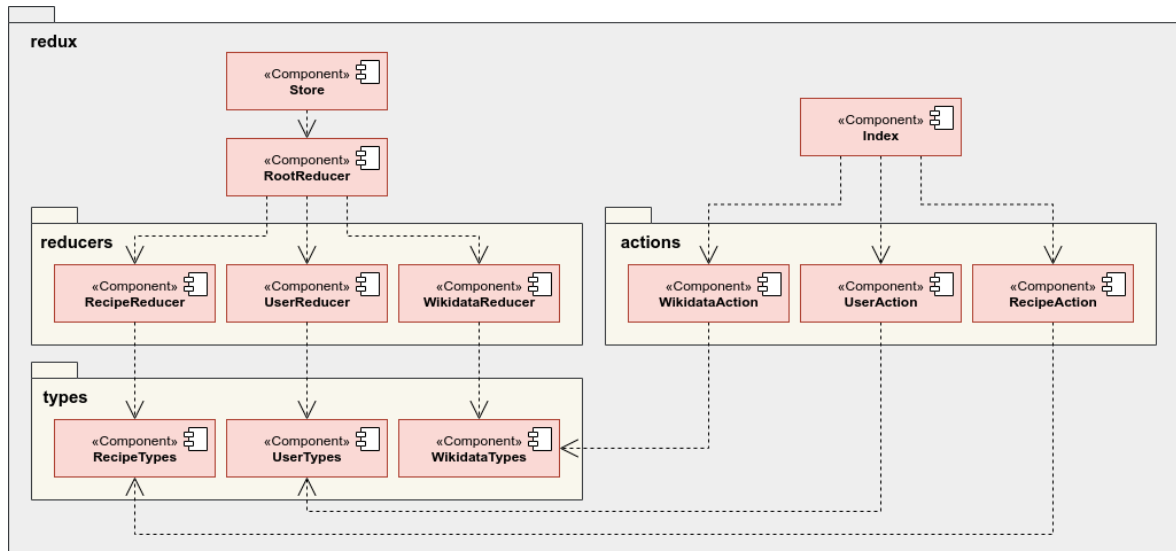 redux
«Component»
Store
«Component»
Index
«Component»
RootReducer
reducers
«Component»
RecipeReducer
«Component»
UserReducer
«Component»
WikidataReducer
actions
«Component»
WikidataAction
«Component»
UserAction
«Component»
RecipeAction
types
«Component»
RecipeTypes
«Component»
UserTypes
«Component»
WikidataTypes